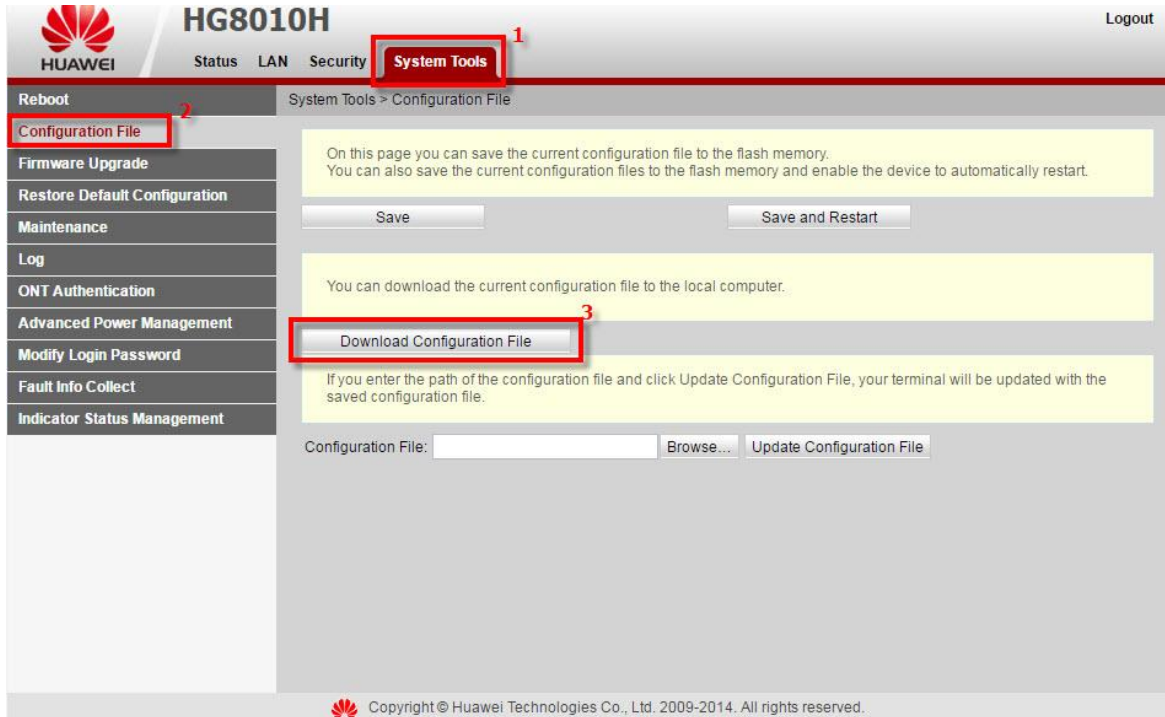 HG8010H
Logout
HUAWEI
Status LAN Security System Tools
1
Reboot
2
Configuration File
Firmware Upgrade
Restore Default Configuration
Maintenance
Log
ONT Authentication
Advanced Power Management
Modify Login Password
Fault Info Collect
Indicator Status Management
System Tools > Configuration File
On this page you can save the current configuration file to the flash memory.
You can also save the current configuration files to the flash memory and enable the device to automatically restart.
Save Save and Restart
You can download the current configuration file to the local computer.
3
Download Configuration File
If you enter the path of the configuration file and click Update Configuration File, your terminal will be updated with the
saved configuration file.
Configuration File: Browse... Update Configuration File
Copyright © Huawei Technologies Co., Ltd. 2009-2014. All rights reserved.